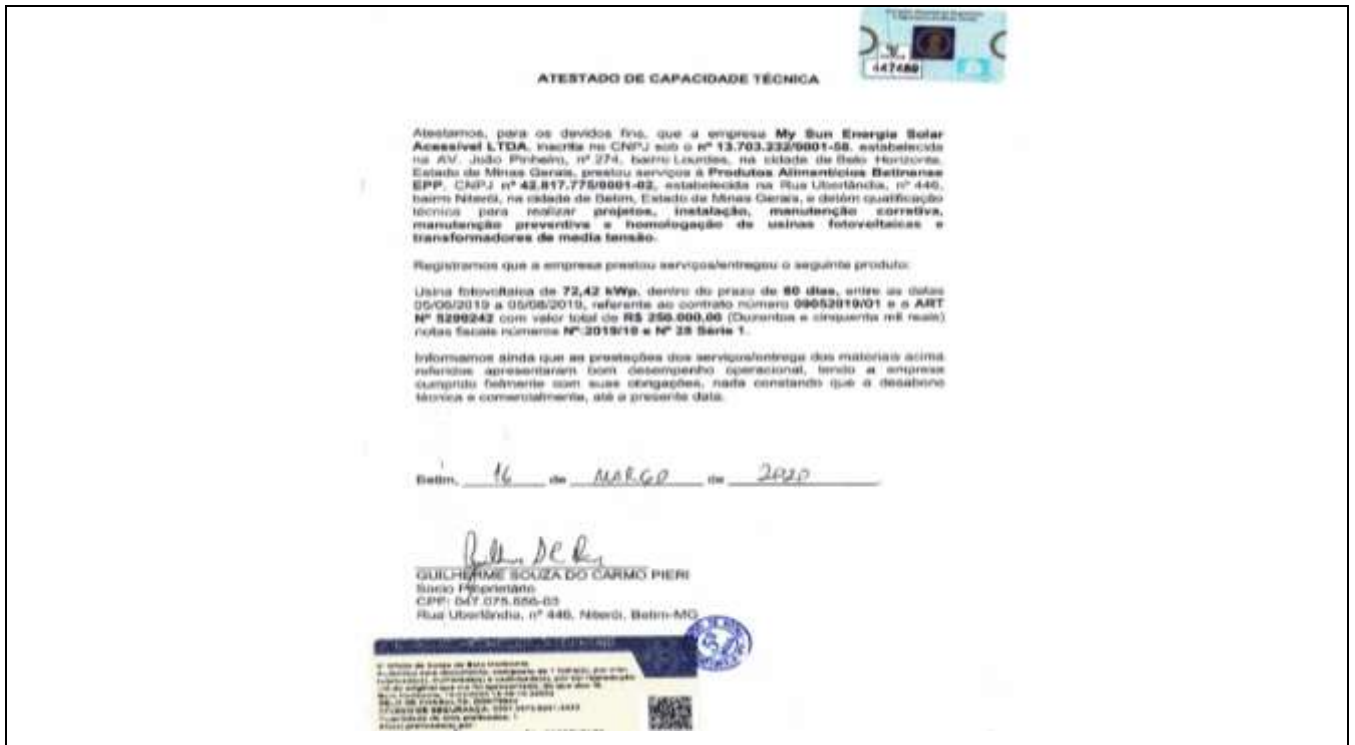 447480
ATESTADO DE CAPACIDADE TÉCNICA
Atestamos, para os devidos fins, que a empresa My Sun Energia Solar
Acessível LTDA, inscrita no CNPJ sob o nº 13.703.232/0001-58, estabelecida
na AV. João Pinheiro, nº 274, bairro Lourdes, na cidade de Belo Horizonte,
Estado de Minas Gerais, prestou serviços à Produtos Alimentícios Betinense
EPP, CNPJ nº 42.817.775/0001-02, estabelecida na Rua Uberlândia, nº 446,
bairro Niterói, na cidade de Betim, Estado de Minas Gerais, e detém qualificação
técnica para realizar projetos, instalação, manutenção corretiva,
manutenção preventiva e homologação de usinas fotovoltaicas e
transformadores de media tensão.
Registramos que a empresa prestou serviços/entregou o seguinte produto:
Usina fotovoltaica de 72,42 kWp, dentro do prazo de 60 dias, entre as datas
05/06/2019 a 05/08/2019, referente ao contrato número 09052019/01 e a ART
Nº 5299242 com valor total de R$ 250.000,00 (Duzentos e cinquenta mil reais)
notas fiscais números Nº:2019/19 e Nº 28 Série 1.
Informamos ainda que as prestações dos serviços/entrega dos materiais acima
referidos apresentaram bom desempenho operacional, tendo a empresa
cumprido fielmente com suas obrigações, nada constando que a desabone
técnica e comercialmente, até a presente data.
Betim, 16 de MARÇO de 2020
GUILHERME SOUZA DO CARMO PIERI
Socio Proprietário
CPF: 047.075.656-03
Rua Uberlândia, nº 446, Niterói, Betim-MG